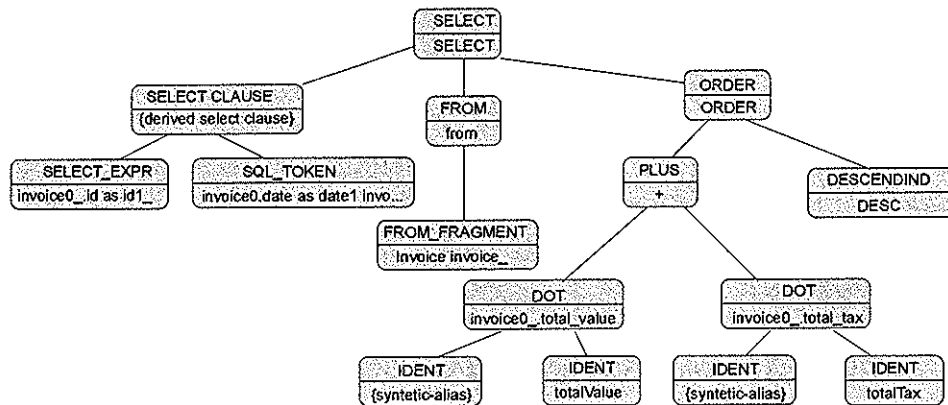 SELECT
SELECT
SELECT CLAUSE
{derived select clause}
FROM
from
ORDER
ORDER
SELECT_EXPR
invoice0_.id as id1_
SQL_TOKEN
invoice0.date as date1 Invo...
PLUS
+
DESCENDIND
DESC
FROM_FRAGMENT
Invoice invoice_
DOT
invoice0_.total_value
DOT
invoice0_.total_tax
IDENT
{syntetic-alias}
IDENT
totalValue
IDENT
{syntetic-alias}
IDENT
totalTax